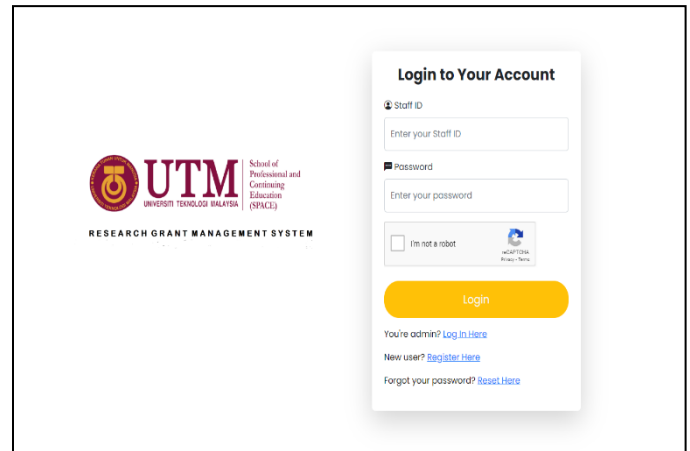 UTM
UNIVERSITI TEKNOLOGI MALAYSIA
School of
Professional and
Continuing
Education
(SPACE)
RESEARCH GRANT MANAGEMENT SYSTEM
Login to Your Account
Staff ID
Enter your Staff ID
Password
Enter your password
I'm not a robot
reCAPTCHA
Privacy - Terms
Login
You're admin? Log In Here
New user? Register Here
Forgot your password? Reset Here